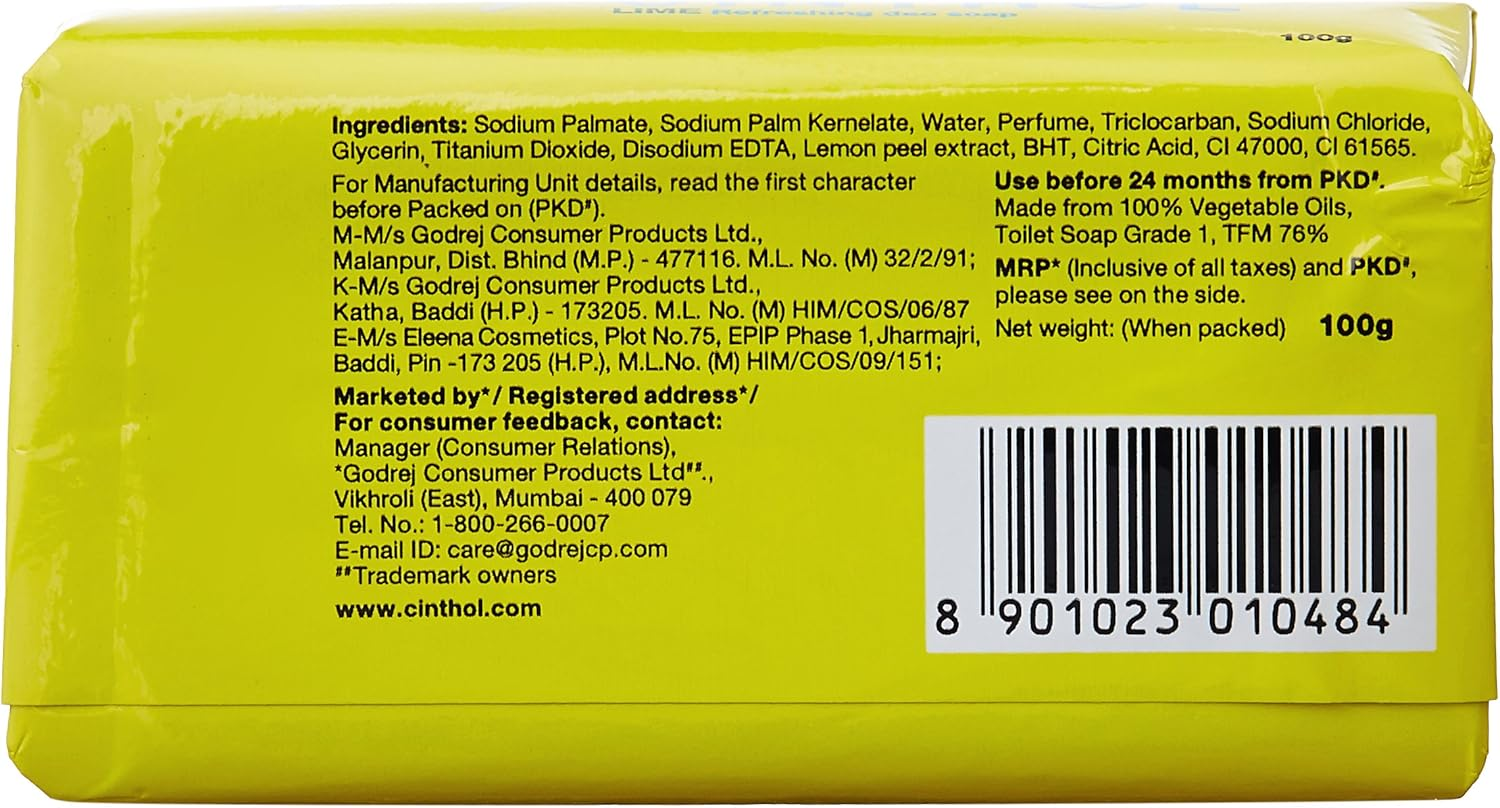 LIME Refreshing deo soap
100g
Ingredients: Sodium Palmate, Sodium Palm Kernelate, Water, Perfume, Triclocarban, Sodium Chloride,
Glycerin, Titanium Dioxide, Disodium EDTA, Lemon peel extract, BHT, Citric Acid, CI 47000, CI 61565.
For Manufacturing Unit details, read the first character
before Packed on (PKD#).
M-M/s Godrej Consumer Products Ltd.,
Malanpur, Dist. Bhind (M.P.) - 477116. M.L. No. (M) 32/2/91;
K-M/s Godrej Consumer Products Ltd.,
Katha, Baddi (H.P.) - 173205. M.L. No. (M) HIM/COS/06/87
E-M/s Eleena Cosmetics, Plot No.75, EPIP Phase 1, Jharmajri,
Baddi, Pin -173 205 (H.P.), M.L.No. (M) HIM/COS/09/151;
Marketed by*/ Registered address*/
For consumer feedback, contact:
Manager (Consumer Relations),
*Godrej Consumer Products Ltd##.,
Vikhroli (East), Mumbai - 400 079
Tel. No.: 1-800-266-0007
E-mail ID: care@godrejcp.com
##Trademark owners
www.cinthol.com
Use before 24 months from PKD#.
Made from 100% Vegetable Oils,
Toilet Soap Grade 1, TFM 76%
MRP* (Inclusive of all taxes) and PKD#,
please see on the side.
Net weight: (When packed) 100g
8 901023 010484